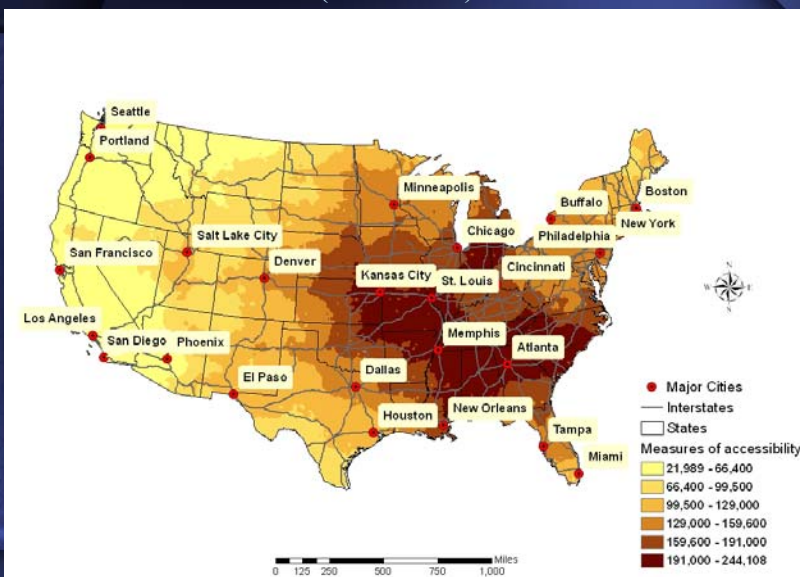 Seattle
Portland
Minneapolis
Buffalo
Boston
New York
Chicago
Philadelphia
Salt Lake City
San Francisco
Denver
Kansas City
St. Louis
Cincinnati
N
W
E
S
Los Angeles
San Diego
Phoenix
Memphis
Atlanta
El Paso
Dallas
Houston
New Orleans
Tampa
Miami
Major Cities
Interstates
States
Measures of accessibility
21,989 - 66,400
66,400 - 99,500
99,500 - 129,000
129,000 - 159,600
159,600 - 191,000
191,000 - 244,108
Miles
0 125 250 500 750 1,000